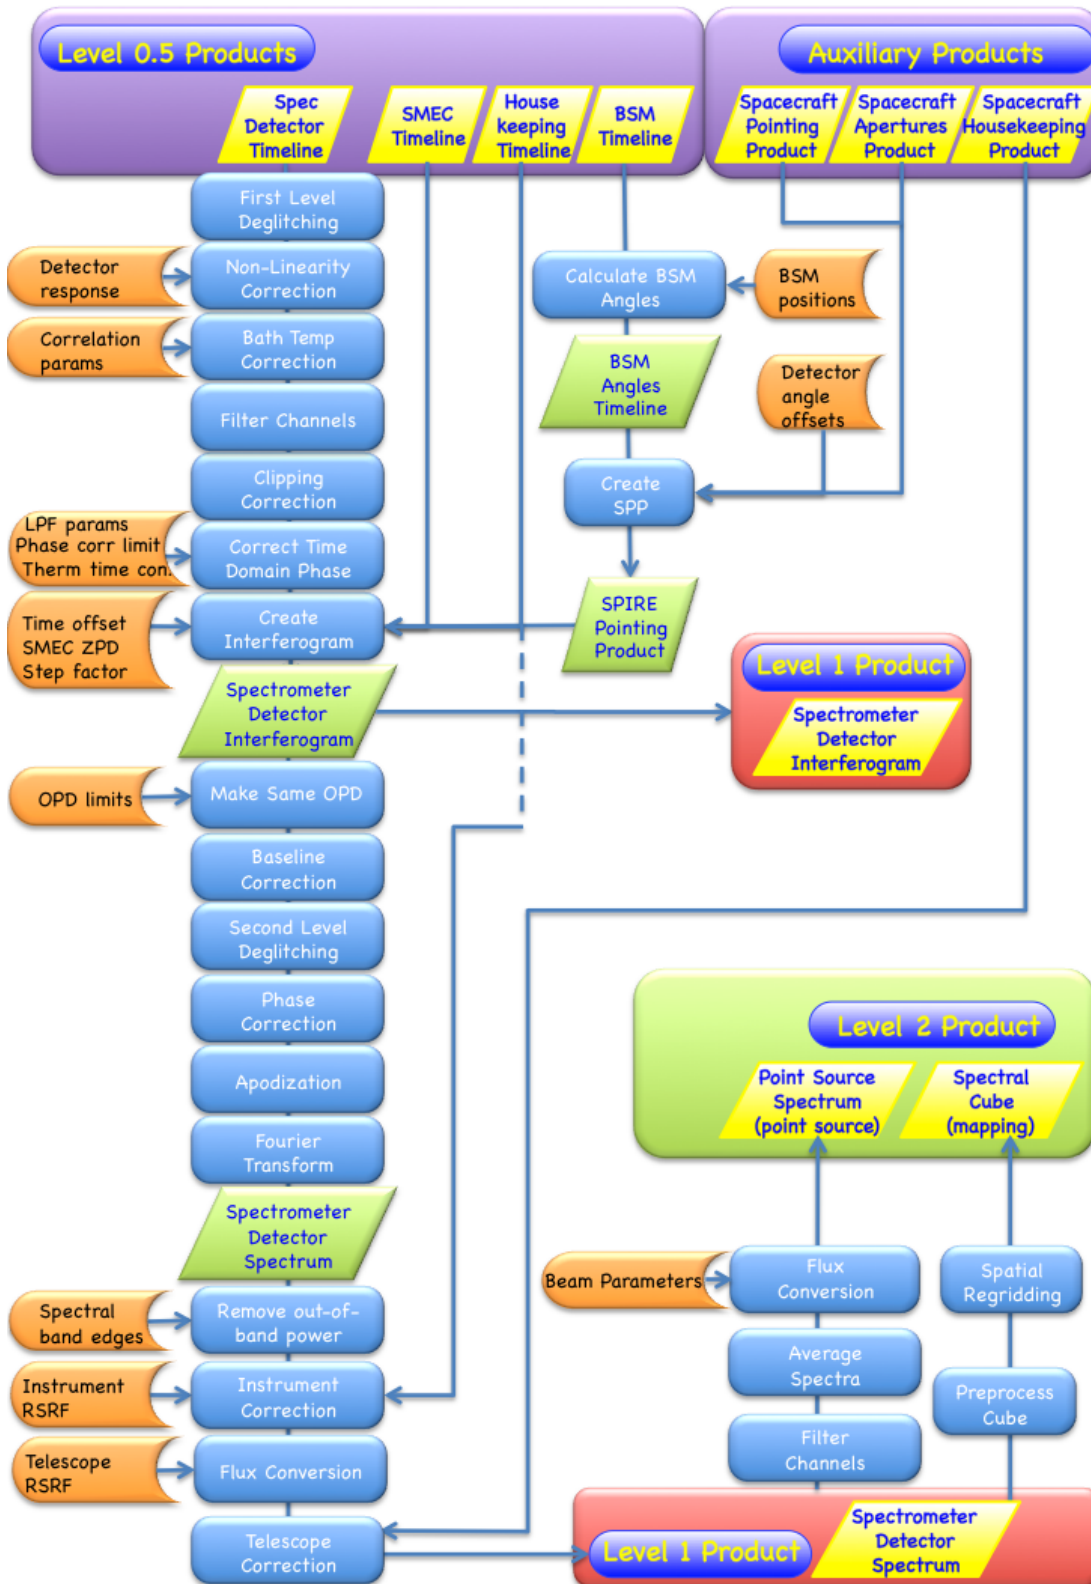 Level 0.5 Products
Auxiliary Products
Spec
Detector
Timeline
SMEC
Timeline
House
keeping
Timeline
BSM
Timeline
Spacecraft
Pointing
Product
Spacecraft
Apertures
Product
Spacecraft
Housekeeping
Product
First Level
Deglitching
Detector
response
Non-Linearity
Correction
Calculate BSM
Angles
BSM
positions
Correlation
params
Bath Temp
Correction
BSM
Angles
Timeline
Detector
angle
offsets
Filter Channels
Clipping
Correction
Create
SPP
LPF params
Phase corr limit
Therm time con
Correct Time
Domain Phase
Time offset
SMEC ZPD
Step factor
Create
Interferogram
SPIRE
Pointing
Product
Spectrometer
Detector
Interferogram
Level 1 Product
Spectrometer
Detector
Interferogram
OPD limits
Make Same OPD
Baseline
Correction
Second Level
Deglitching
Phase
Correction
Apodization
Fourier
Transform
Spectrometer
Detector
Spectrum
Level 2 Product
Point Source
Spectrum
(point source)
Spectral
Cube
(mapping)
Beam Parameters
Flux
Conversion
Spatial
Regridding
Spectral
band edges
Remove out-of-
band power
Average
Spectra
Instrument
RSRF
Instrument
Correction
Preprocess
Cube
Filter
Channels
Telescope
RSRF
Flux Conversion
Telescope
Correction
Level 1 Product
Spectrometer
Detector
Spectrum